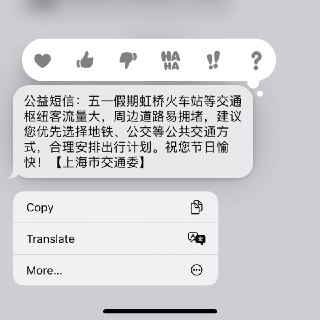 HA HA
!!
?
公益短信：五一假期虹桥火车站等交通
枢纽客流量大，周边道路易拥堵，建议
您优先选择地铁、公交等公共交通方
式，合理安排出行计划。祝您节日愉
快！【上海市交通委】
Copy
Translate
More...